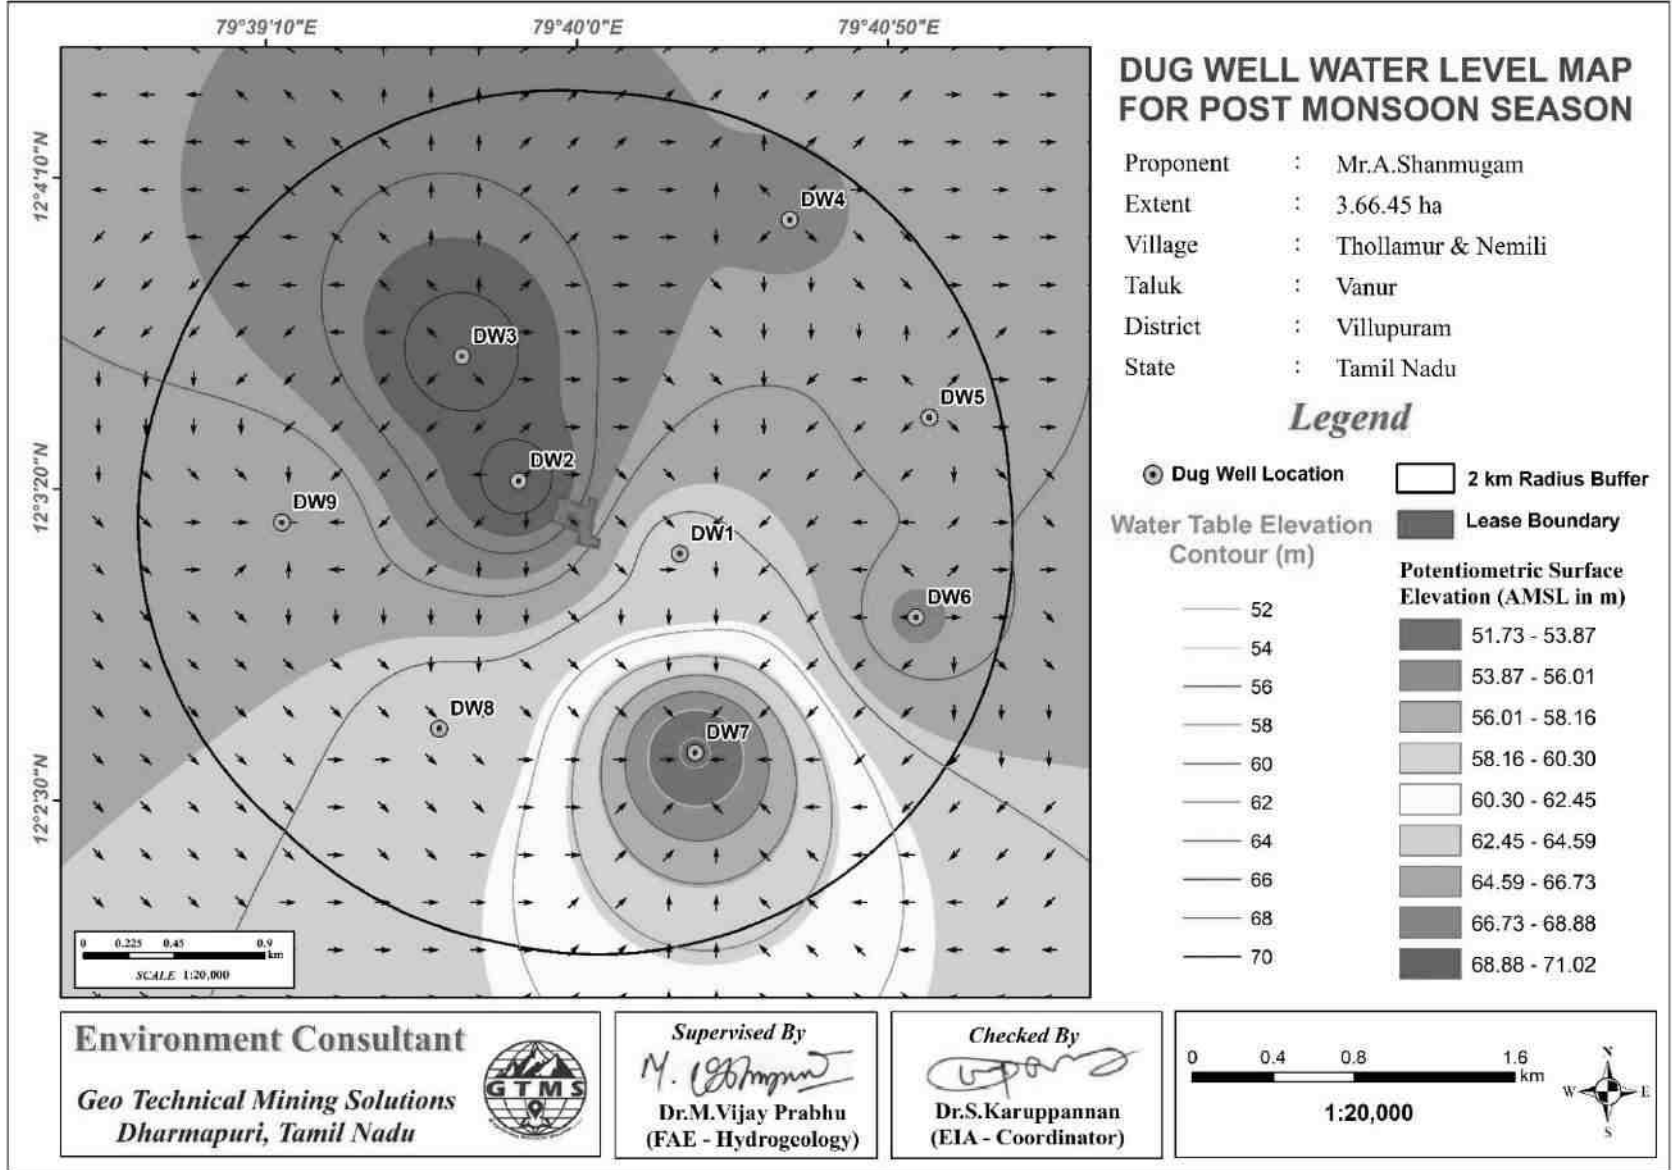 79°39'10"E
79°40'0"E
79°40'50"E
12°4'10"N
12°3'20"N
12°2'30"N
DW4
DW3
DW5
DW2
DW9
DW1
DW6
DW8
DW7
0 0.225 0.45 0.9
km
SCALE 1:20,000
DUG WELL WATER LEVEL MAP
FOR POST MONSOON SEASON
Proponent : Mr.A.Shanmugam
Extent : 3.66.45 ha
Village : Thollamur & Nemili
Taluk : Vanur
District : Villupuram
State : Tamil Nadu
Legend
Dug Well Location
2 km Radius Buffer
Lease Boundary
Water Table Elevation
Contour (m)
52
54
56
58
60
62
64
66
68
70
Potentiometric Surface
Elevation (AMSL in m)
51.73 - 53.87
53.87 - 56.01
56.01 - 58.16
58.16 - 60.30
60.30 - 62.45
62.45 - 64.59
64.59 - 66.73
66.73 - 68.88
68.88 - 71.02
Environment Consultant
Geo Technical Mining Solutions
Dharmapuri, Tamil Nadu
GTMS
Supervised By
Dr.M.Vijay Prabhu
(FAE - Hydrogeology)
Checked By
Dr.S.Karuppannan
(EIA - Coordinator)
0 0.4 0.8 1.6
km
1:20,000
N
W E
S